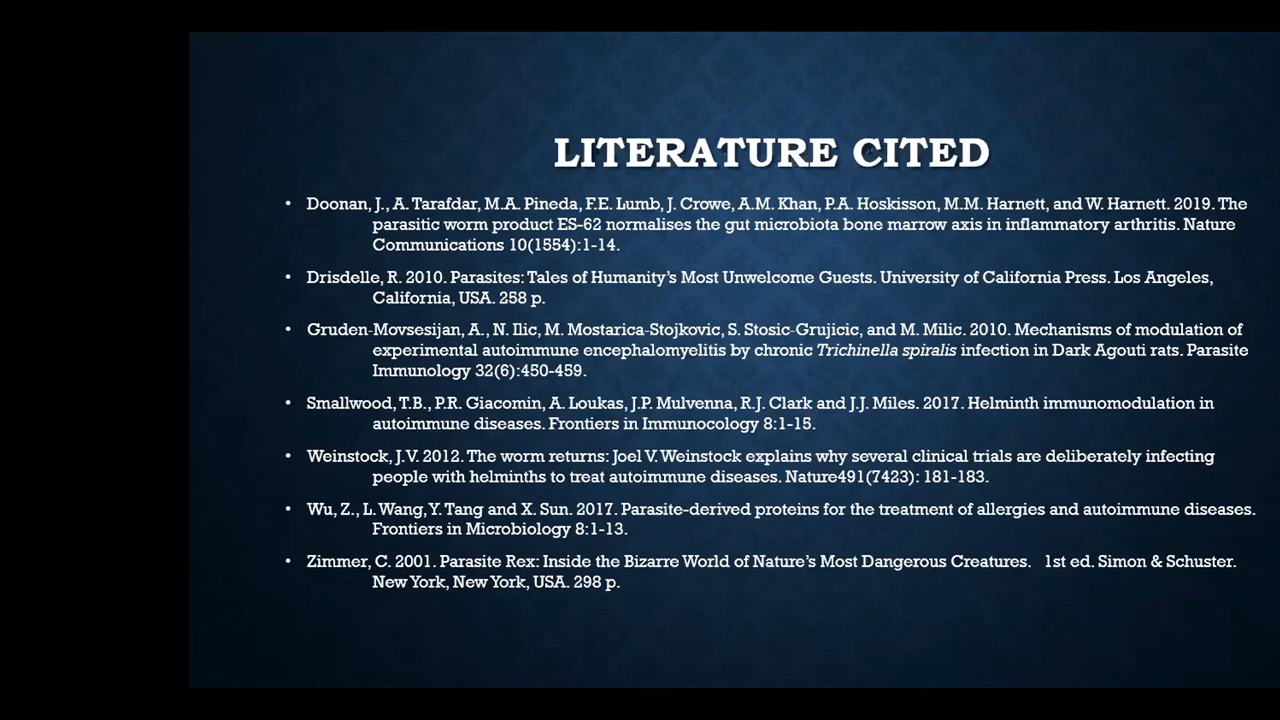 LITERATURE CITED
• Doonan, J., A. Tarafdar, M.A. Pineda, F.E. Lumb, J. Crowe, A.M. Khan, P.A. Hoskisson, M.M. Harnett, and W. Harnett. 2019. The
parasitic worm product ES-62 normalises the gut microbiota bone marrow axis in inflammatory arthritis. Nature
Communications 10(1554):1-14.
• Drisdelle, R. 2010. Parasites: Tales of Humanity's Most Unwelcome Guests. University of California Press. Los Angeles,
California, USA. 258 p.
• Gruden-Movsesijan, A., N. Ilic, M. Mostarica-Stojkovic, S. Stosic-Grujicic, and M. Milic. 2010. Mechanisms of modulation of
experimental autoimmune encephalomyelitis by chronic Trichinella spiralis infection in Dark Agouti rats. Parasite
Immunology 32(6):450-459.
• Smallwood, T.B., P.R. Giacomin, A. Loukas, J.P. Mulvenna, R.J. Clark and J.J. Miles. 2017. Helminth immunomodulation in
autoimmune diseases. Frontiers in Immunocology 8:1-15.
• Weinstock, J.V. 2012. The worm returns: Joel V. Weinstock explains why several clinical trials are deliberately infecting
people with helminths to treat autoimmune diseases. Nature491(7423): 181-183.
• Wu, Z., L. Wang, Y. Tang and X. Sun. 2017. Parasite-derived proteins for the treatment of allergies and autoimmune diseases.
Frontiers in Microbiology 8:1-13.
• Zimmer, C. 2001. Parasite Rex: Inside the Bizarre World of Nature's Most Dangerous Creatures. 1st ed. Simon & Schuster.
New York, New York, USA. 298 p.